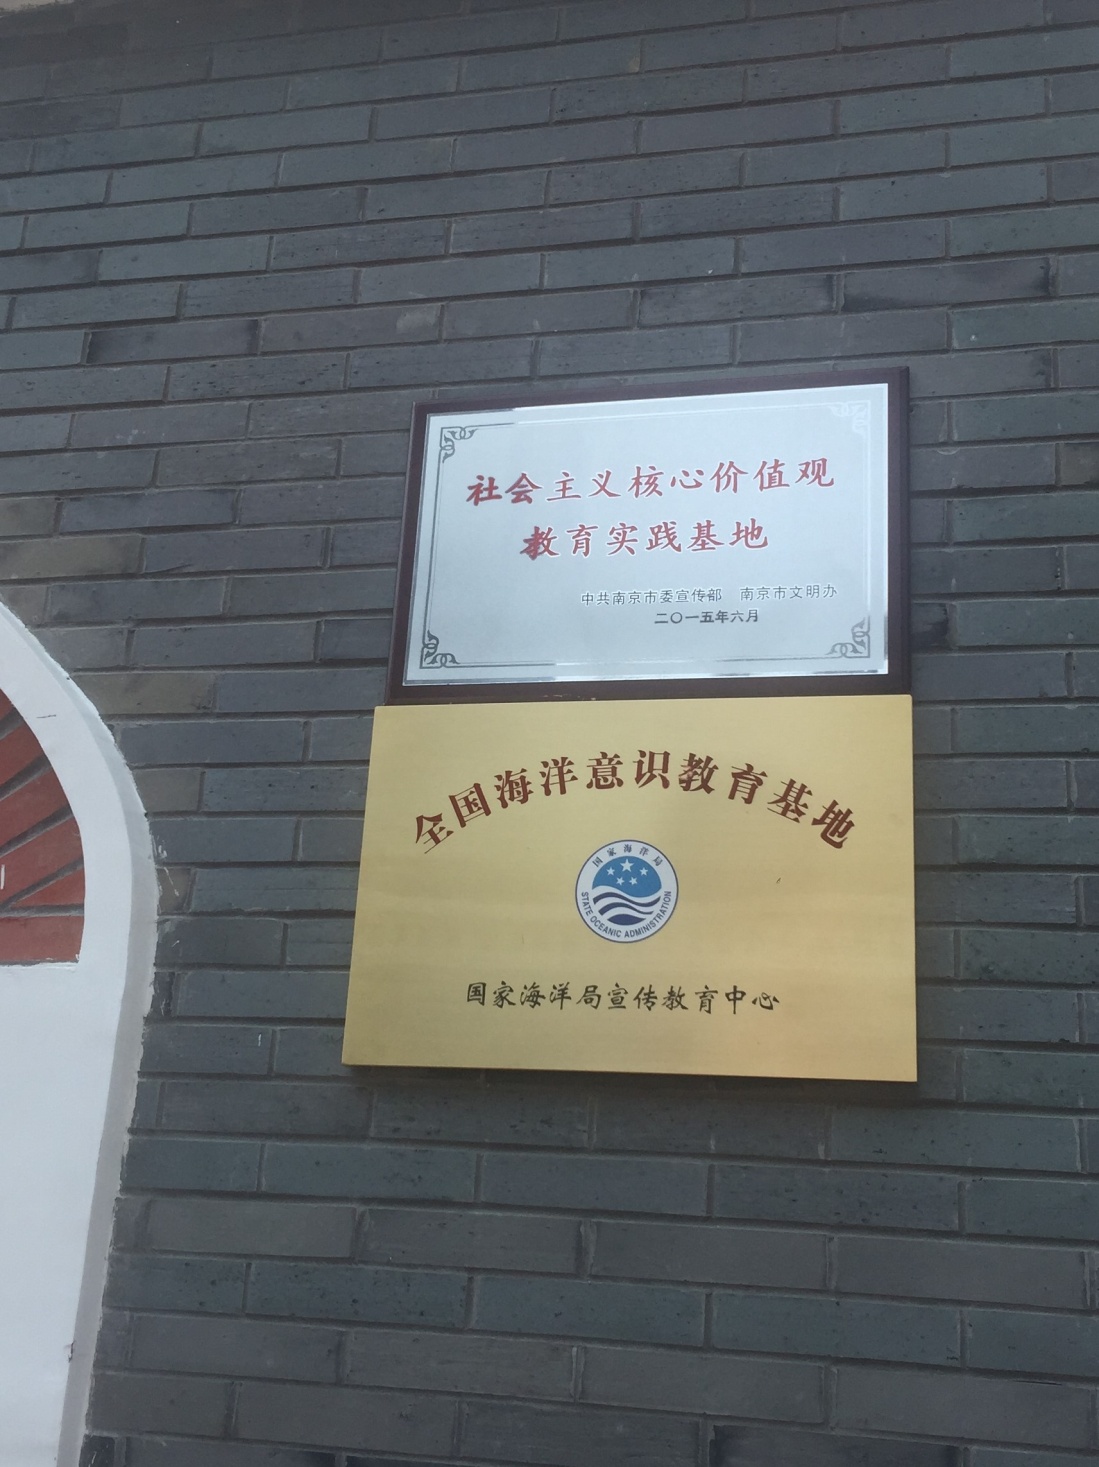 社会主义核心价值观
教育实践基地
中共南京市委宣传部 南京市文明办
二〇一五年六月
全国海洋意识教育基地
国家海洋局
STATE OCEANIC ADMINISTRATION
国家海洋局宣传教育中心